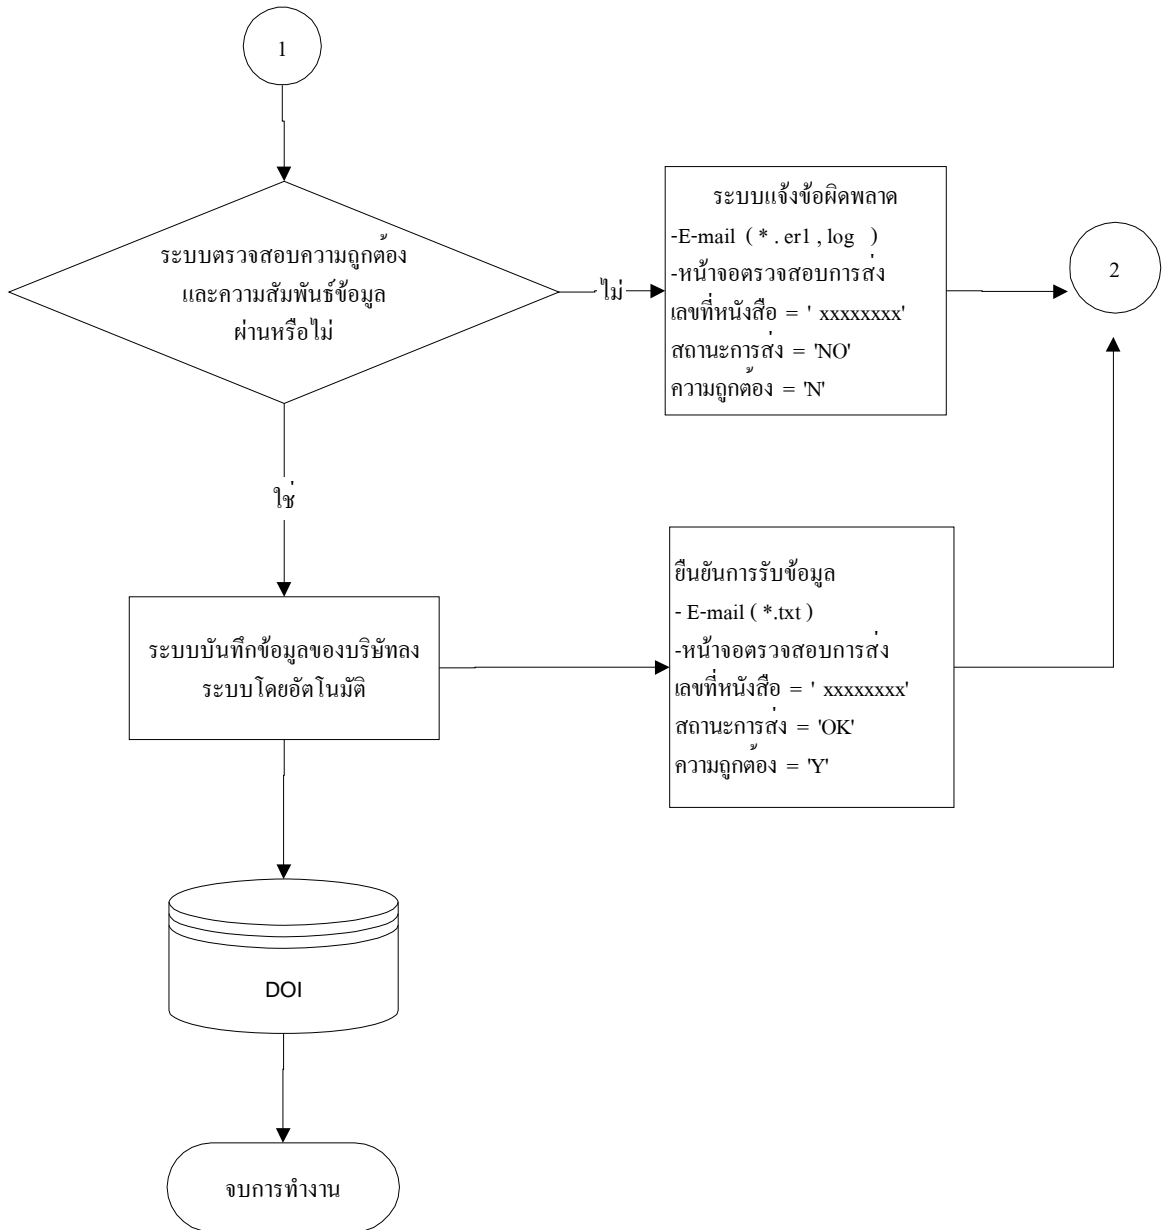 1
ระบบตรวจสอบความถูกต้อง
และความสัมพันธ์ข้อมูล
ผ่านหรือไม่
ไม่
ระบบแจ้งข้อผิดพลาด
-E-mail ( * . er1 , log )
-หน้าจอตรวจสอบการส่ง
เลขที่หนังสือ = ' xxxxxxxx'
สถานะการส่ง = 'NO'
ความถูกต้อง = 'N'
2
ใช่
ระบบบันทึกข้อมูลของบริษัทลง
ระบบโดยอัตโนมัติ
ยืนยันการรับข้อมูล
- E-mail ( *.txt )
-หน้าจอตรวจสอบการส่ง
เลขที่หนังสือ = ' xxxxxxxx'
สถานะการส่ง = 'OK'
ความถูกต้อง = 'Y'
DOI
จบการทำงาน